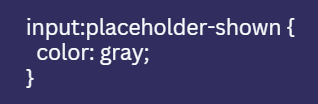 input:placeholder-shown {
  color: gray;
}